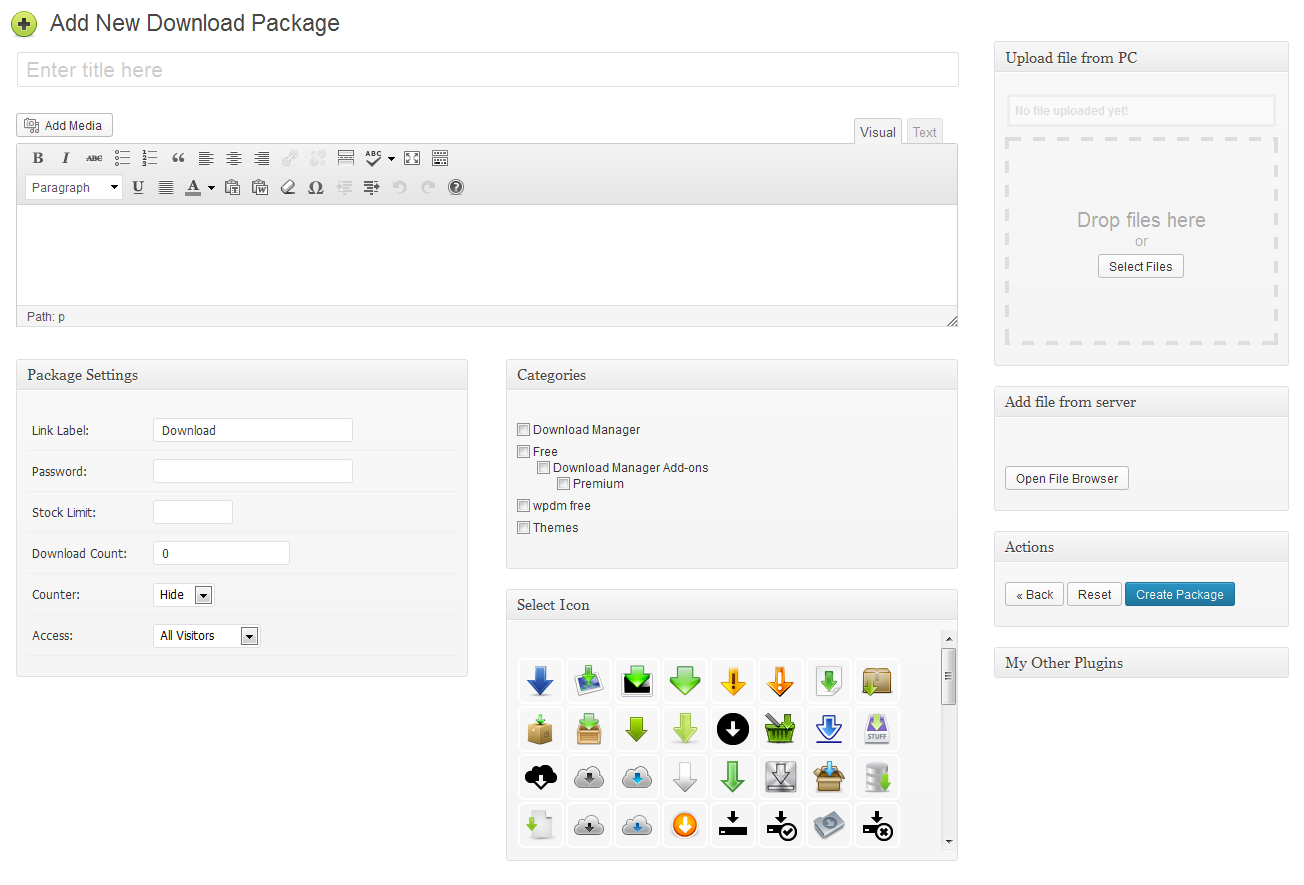 Add New Download Package
Enter title here
Add Media
Visual Text
B I ABC ABC
Paragraph U A T W Ω ?
Path: p
Package Settings
Link Label: Download
Password:
Stock Limit:
Download Count: 0
Counter: Hide
Access: All Visitors
Categories
Download Manager
Free
Download Manager Add-ons
Premium
wpdm free
Themes
Select Icon
STUFF
Upload file from PC
No file uploaded yet!
Drop files here
or
Select Files
Add file from server
Open File Browser
Actions
« Back Reset Create Package
My Other Plugins